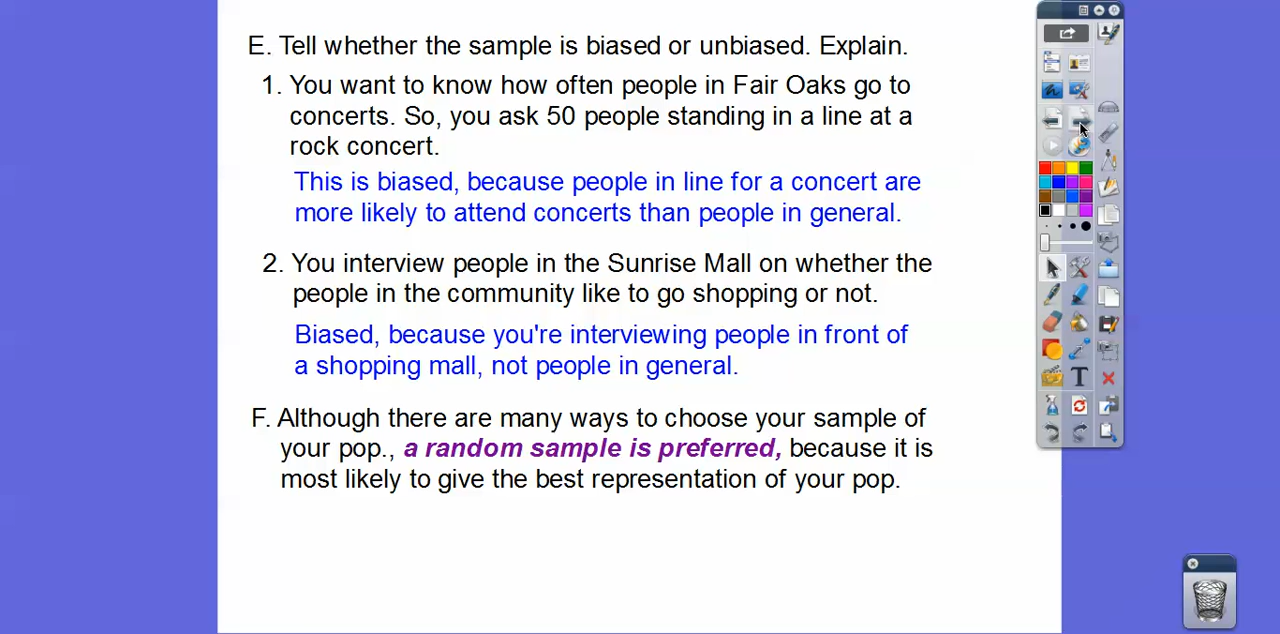 E. Tell whether the sample is biased or unbiased. Explain.
1. You want to know how often people in Fair Oaks go to
concerts. So, you ask 50 people standing in a line at a
rock concert.
This is biased, because people in line for a concert are
more likely to attend concerts than people in general.
2. You interview people in the Sunrise Mall on whether the
people in the community like to go shopping or not.
Biased, because you're interviewing people in front of
a shopping mall, not people in general.
F. Although there are many ways to choose your sample of
your pop., a random sample is preferred, because it is
most likely to give the best representation of your pop.
T